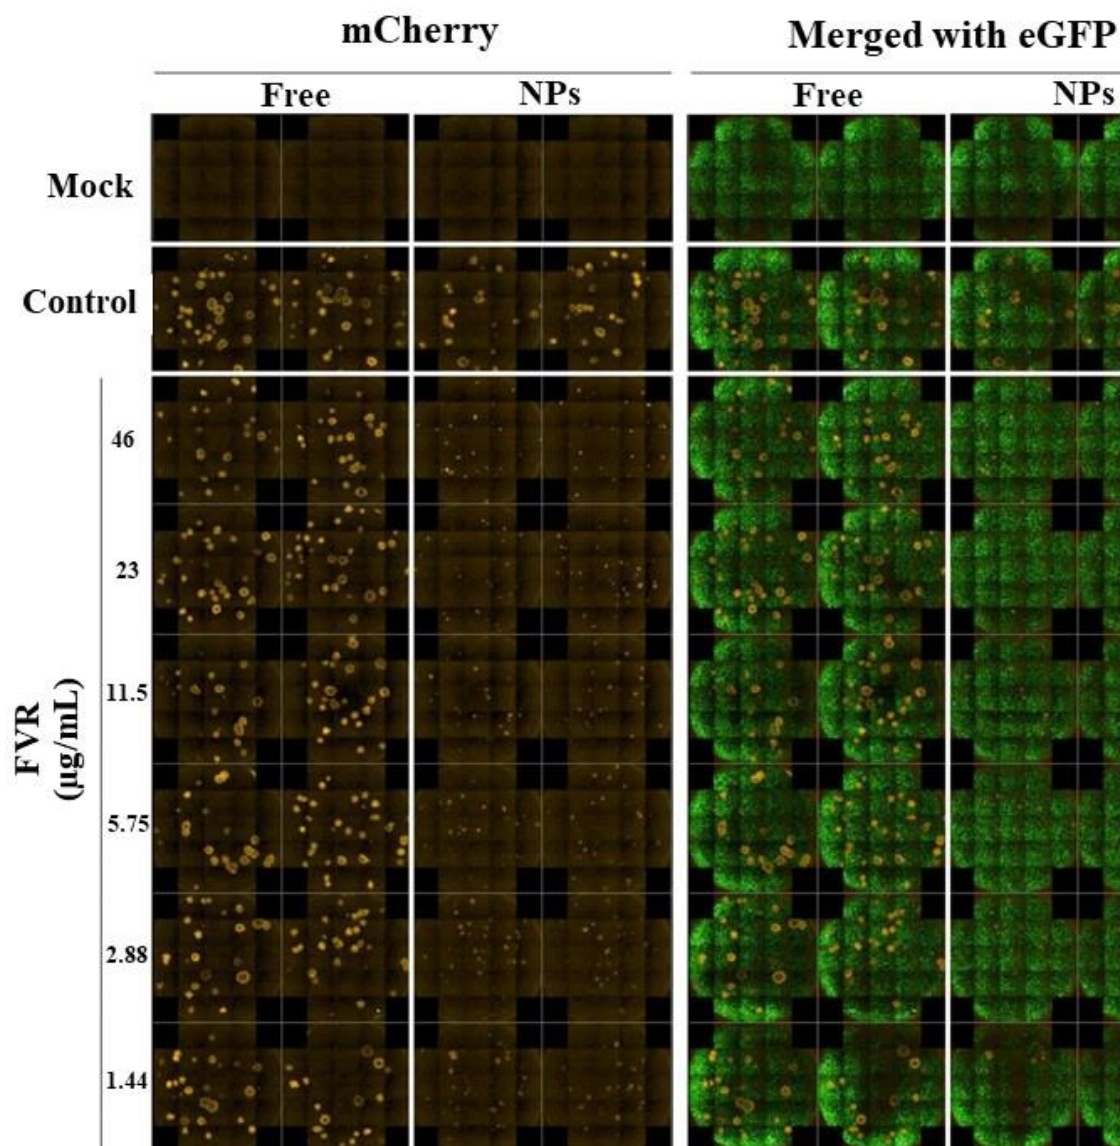 mCherry
Merged with eGFP
Free
NPs
Free
NPs
Mock
Control
46
23
11.5
5.75
2.88
1.44
FVR
(µg/mL)